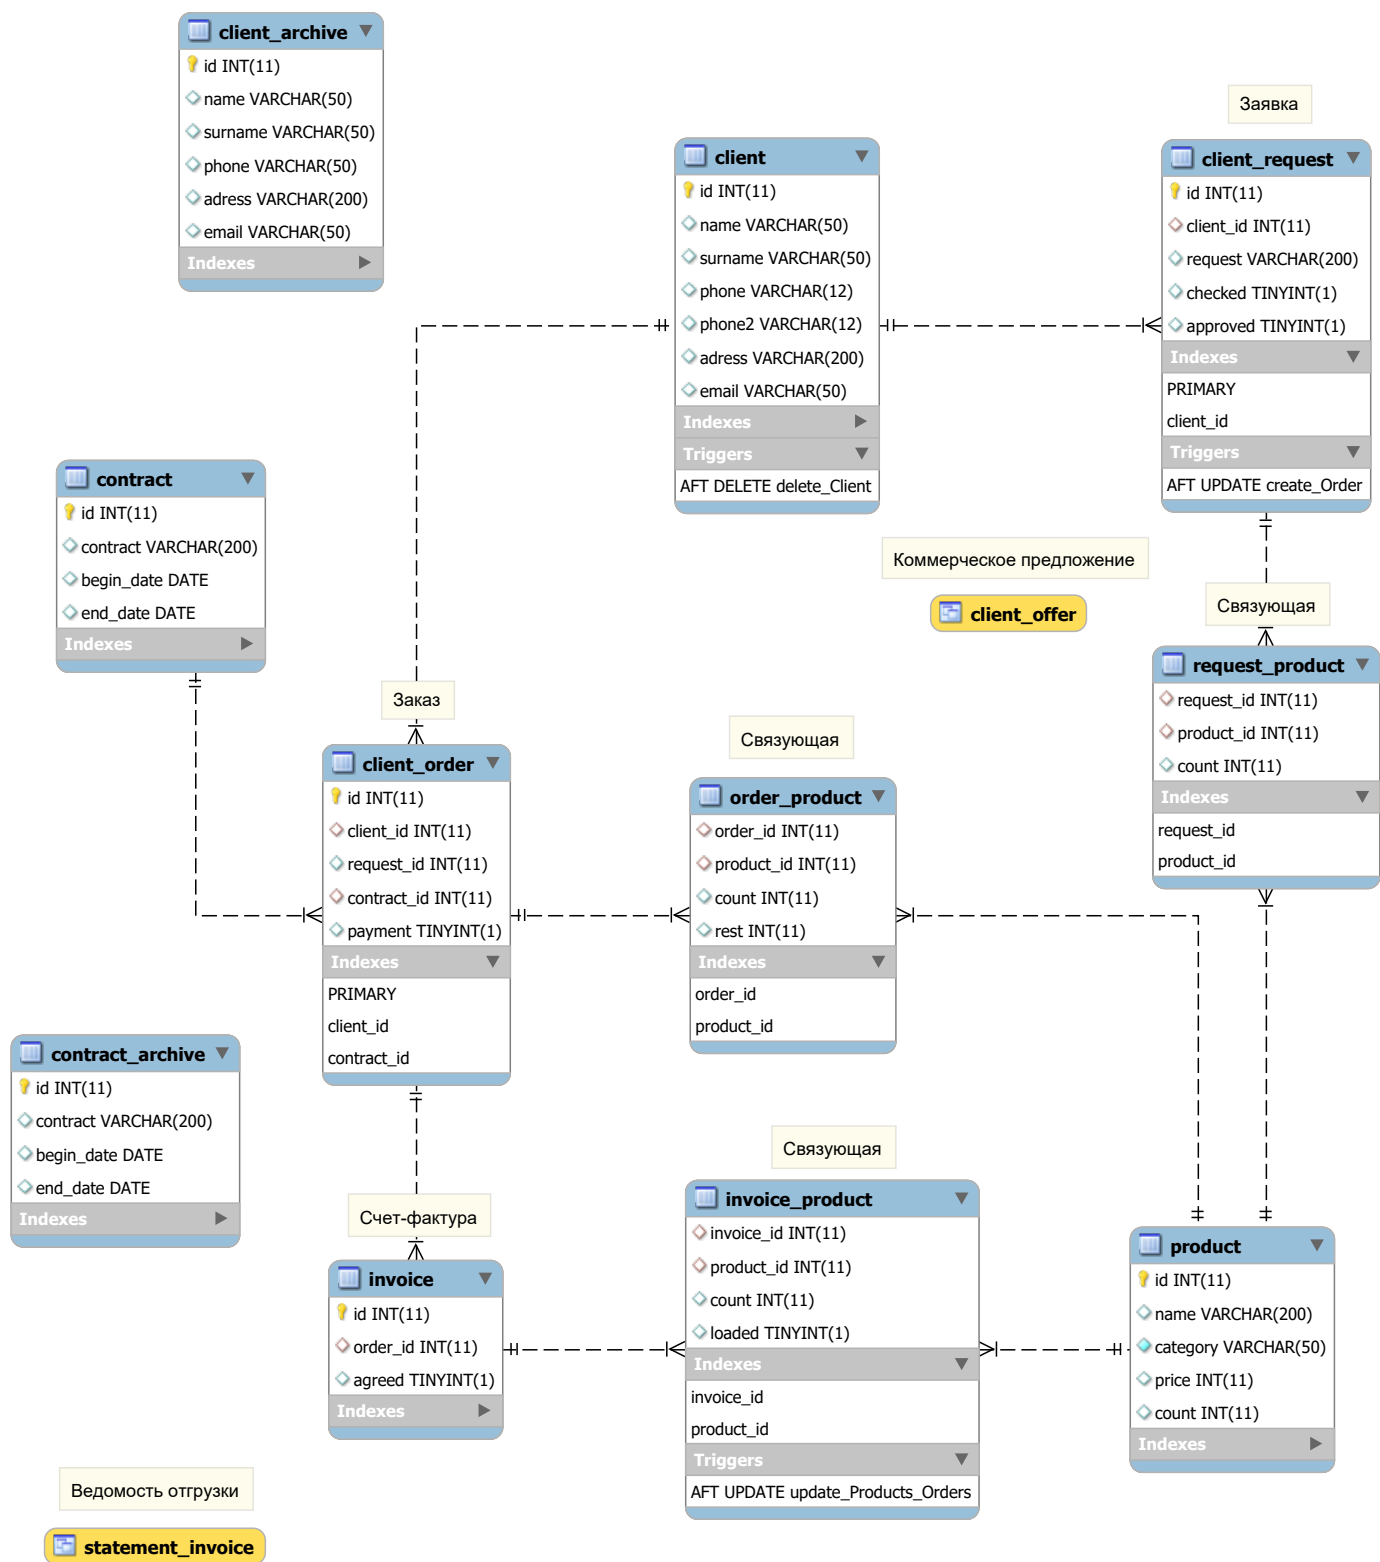 client_archive
id INT(11)
name VARCHAR(50)
surname VARCHAR(50)
phone VARCHAR(50)
adress VARCHAR(200)
email VARCHAR(50)
Indexes
client
id INT(11)
name VARCHAR(50)
surname VARCHAR(50)
phone VARCHAR(12)
phone2 VARCHAR(12)
adress VARCHAR(200)
email VARCHAR(50)
Indexes
Triggers
AFT DELETE delete_Client
Заявка
client_request
id INT(11)
client_id INT(11)
request VARCHAR(200)
checked TINYINT(1)
approved TINYINT(1)
Indexes
PRIMARY
client_id
Triggers
AFT UPDATE create_Order
contract
id INT(11)
contract VARCHAR(200)
begin_date DATE
end_date DATE
Indexes
Коммерческое предложение
client_offer
Связующая
request_product
request_id INT(11)
product_id INT(11)
count INT(11)
Indexes
request_id
product_id
Заказ
client_order
id INT(11)
client_id INT(11)
request_id INT(11)
contract_id INT(11)
payment TINYINT(1)
Indexes
PRIMARY
client_id
contract_id
Связующая
order_product
order_id INT(11)
product_id INT(11)
count INT(11)
rest INT(11)
Indexes
order_id
product_id
contract_archive
id INT(11)
contract VARCHAR(200)
begin_date DATE
end_date DATE
Indexes
Счет-фактура
invoice
id INT(11)
order_id INT(11)
agreed TINYINT(1)
Indexes
Связующая
invoice_product
invoice_id INT(11)
product_id INT(11)
count INT(11)
loaded TINYINT(1)
Indexes
invoice_id
product_id
Triggers
AFT UPDATE update_Products_Orders
product
id INT(11)
name VARCHAR(200)
category VARCHAR(50)
price INT(11)
count INT(11)
Indexes
Ведомость отгрузки
statement_invoice